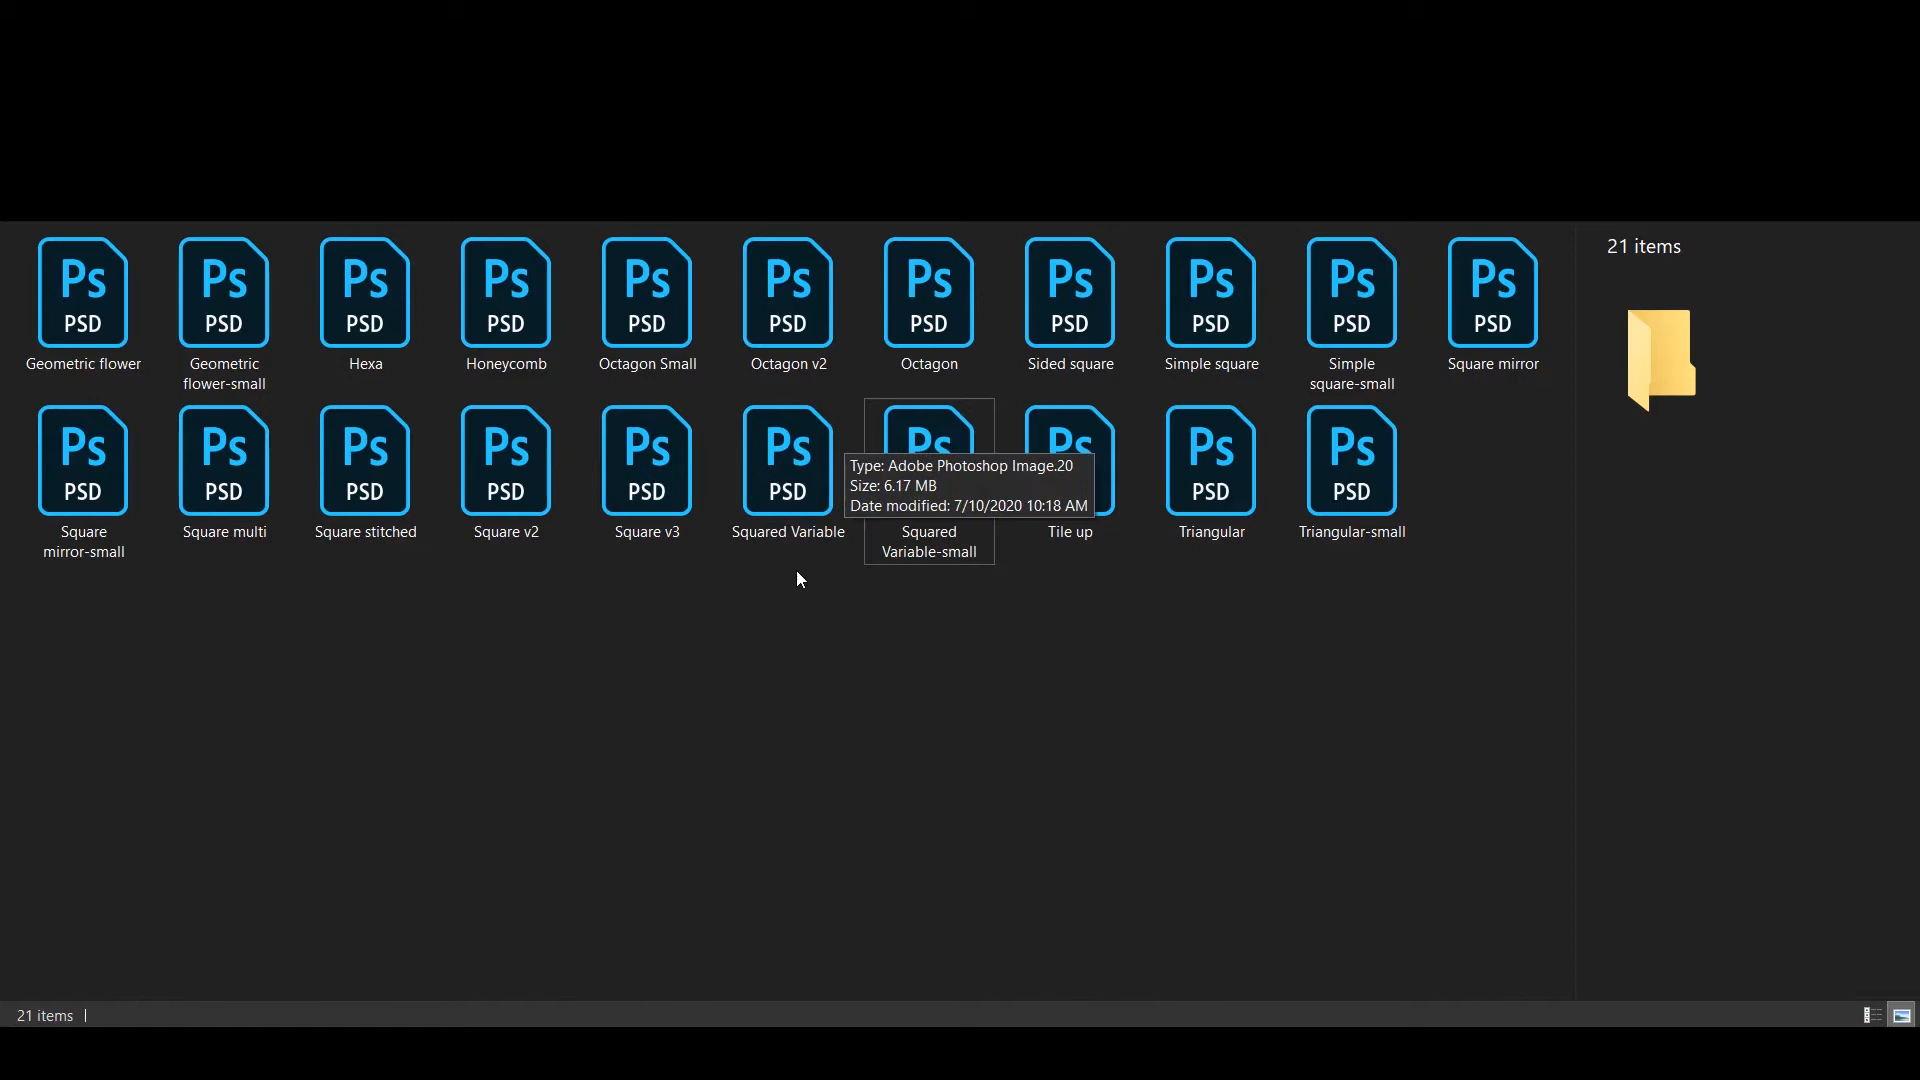 Ps Ps Ps Ps Ps Ps Ps Ps Ps Ps Ps
PSD PSD PSD PSD PSD PSD PSD PSD PSD PSD PSD
Geometric flower
Geometric
flower-small
Hexa
Honeycomb
Octagon Small
Octagon v2
Octagon
Sided square
Simple square
Simple
square-small
Square mirror
21 items
Ps Ps Ps Ps Ps Ps Ps Ps Ps Ps
PSD PSD PSD PSD PSD PSD PSD PSD
Square
mirror-small
Square multi
Square stitched
Square v2
Square v3
Squared Variable
Type: Adobe Photoshop Image.20
Size: 6.17 MB
Date modified: 7/10/2020 10:18 AM
Squared
Variable-small
Tile up
Triangular
Triangular-small
21 items